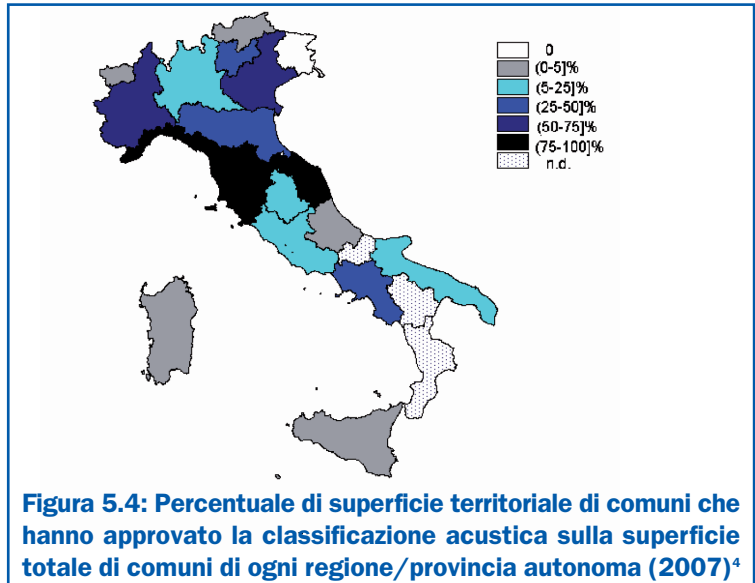 0
(0-5]%
(5-25]%
(25-50]%
(50-75]%
(75-100]%
n.d.
Figura 5.4: Percentuale di superficie territoriale di comuni che
hanno approvato la classificazione acustica sulla superficie
totale di comuni di ogni regione/provincia autonoma (2007)⁴